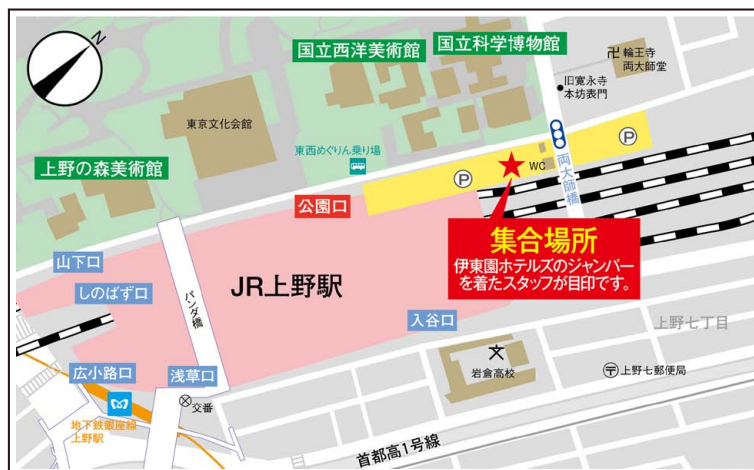 N
国立西洋美術館
国立科学博物館
卍 輪王寺
両大師堂
旧寛永寺
本坊表門
東京文化会館
東西めぐりん乗り場
上野の森美術館
P
WC
P
両大師橋
公園口
集合場所
伊東園ホテルズのジャンパー
を着たスタッフが目印です。
山下口
しのばず口
パンダ橋
JR上野駅
入谷口
上野七丁目
広小路口
浅草口
交番
地下鉄銀座線
上野駅
文
岩倉高校
〒上野七郵便局
首都高1号線